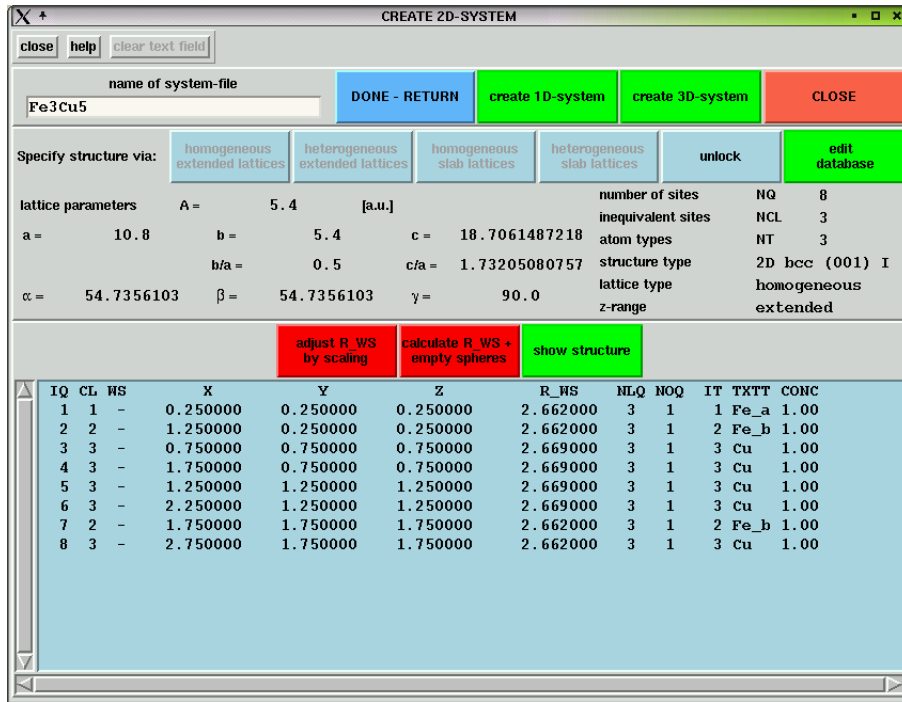 CREATE 2D-SYSTEM
close help clear text field
name of system-file
Fe3Cu5
DONE - RETURN
create 1D-system
create 3D-system
CLOSE
Specify structure via:
homogeneous
extended lattices
heterogeneous
extended lattices
homogeneous
slab lattices
heterogeneous
slab lattices
unlock
edit
database
lattice parameters A = 5.4 [a.u.]
a = 10.8 b = 5.4 c = 18.7061487218
b/a = 0.5 c/a = 1.73205080757
α = 54.7356103 β = 54.7356103 γ = 90.0
number of sites NQ 8
inequivalent sites NCL 3
atom types NT 3
structure type 2D bcc (001) I
lattice type homogeneous
z-range extended
adjust R_WS
by scaling
calculate R_WS +
empty spheres
show structure
IQ CL WS X Y Z R_WS NLQ NOQ IT TXTT CONC
1 1 - 0.250000 0.250000 0.250000 2.662000 3 1 1 Fe_a 1.00
2 2 - 1.250000 0.250000 0.250000 2.662000 3 1 2 Fe_b 1.00
3 3 - 0.750000 0.750000 0.750000 2.669000 3 1 3 Cu 1.00
4 3 - 1.750000 0.750000 0.750000 2.669000 3 1 3 Cu 1.00
5 3 - 1.250000 1.250000 1.250000 2.669000 3 1 3 Cu 1.00
6 3 - 2.250000 1.250000 1.250000 2.669000 3 1 3 Cu 1.00
7 2 - 1.750000 1.750000 1.750000 2.662000 3 1 2 Fe_b 1.00
8 3 - 2.750000 1.750000 1.750000 2.662000 3 1 3 Cu 1.00